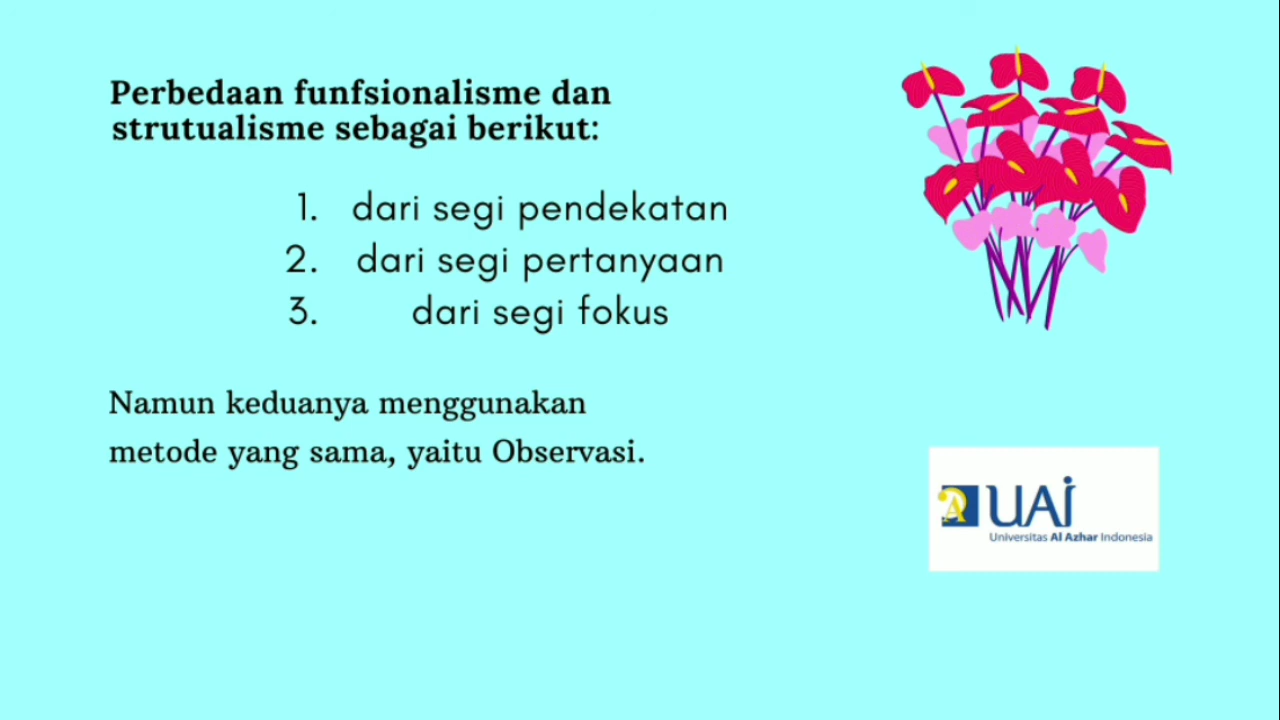 Perbedaan funfsionalisme dan
strutualisme sebagai berikut:
1. dari segi pendekatan
2. dari segi pertanyaan
3. dari segi fokus
Namun keduanya menggunakan
metode yang sama, yaitu Observasi.
UAI
Universitas Al Azhar Indonesia